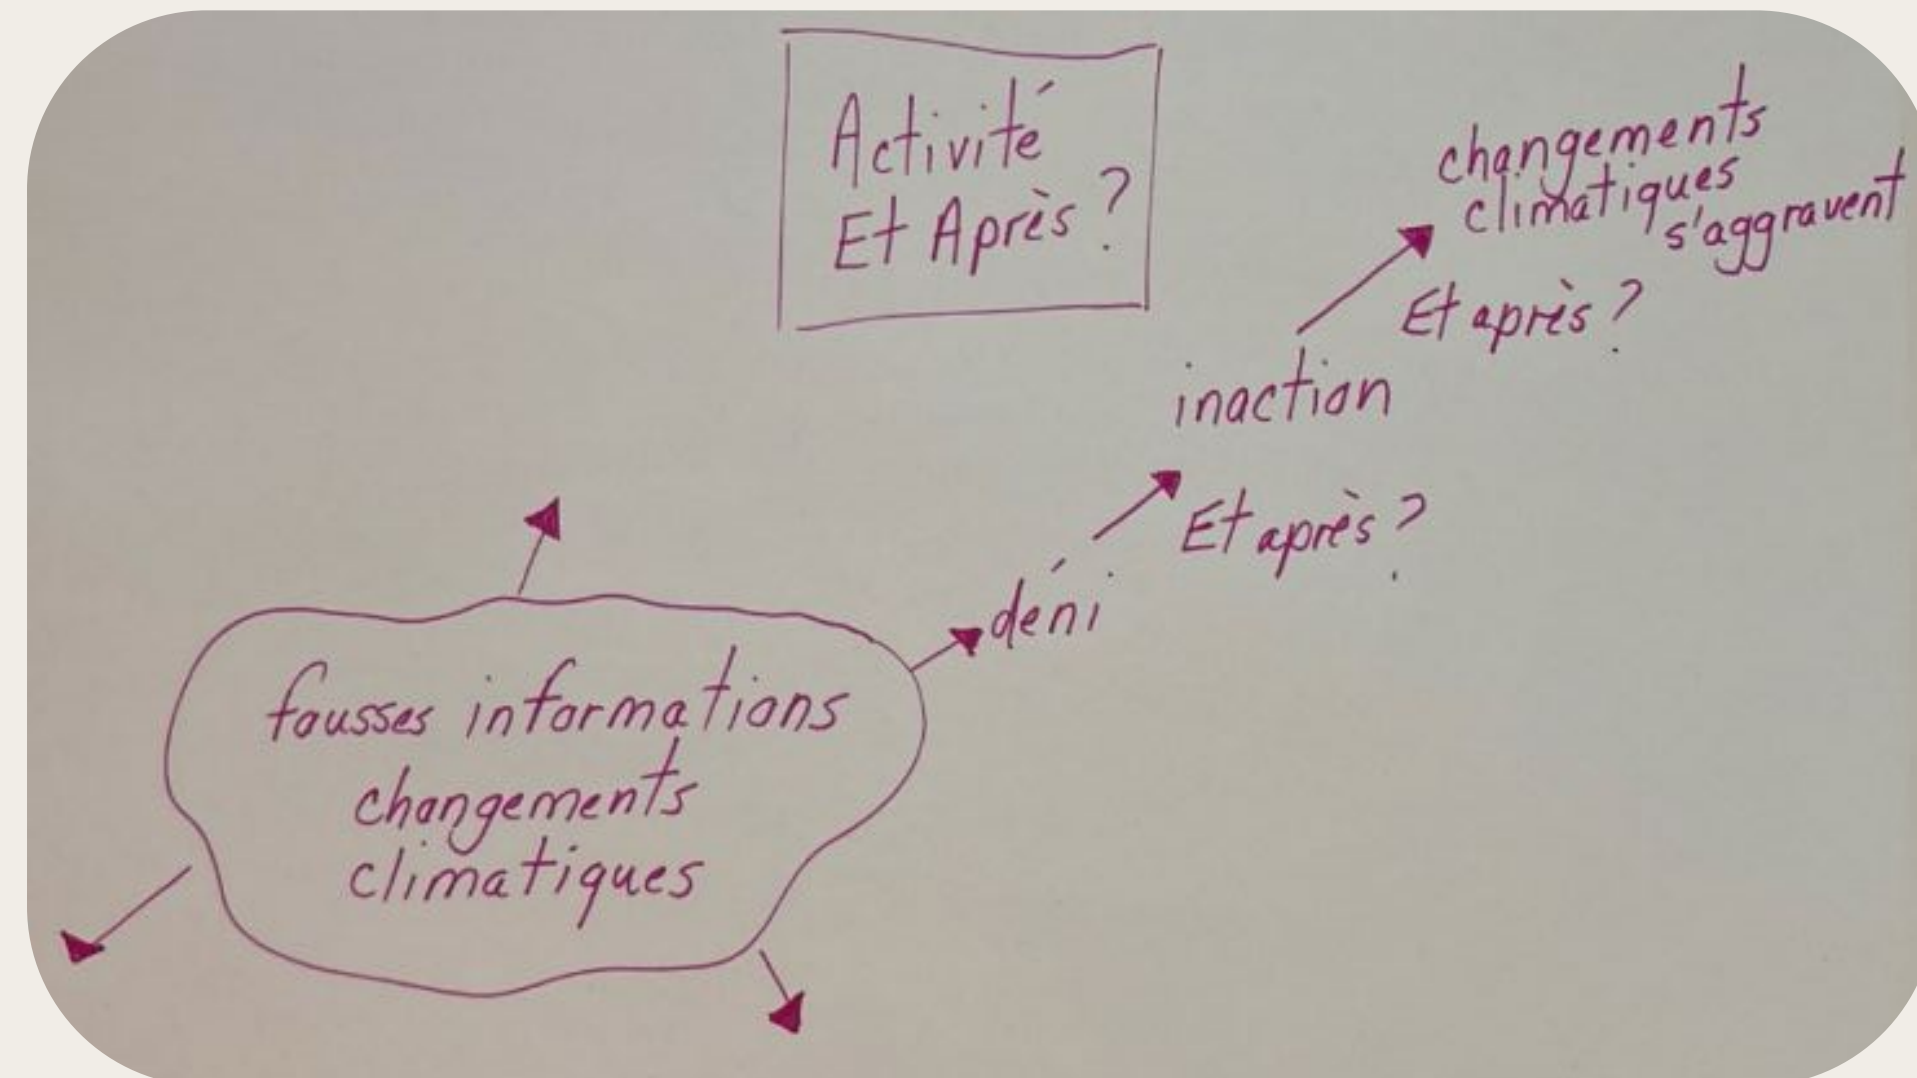 Activité
Et Après ?
changements
climatiques
s'aggravent
Et après ?
inaction
Et après ?
déni
fausses informations
changements
climatiques